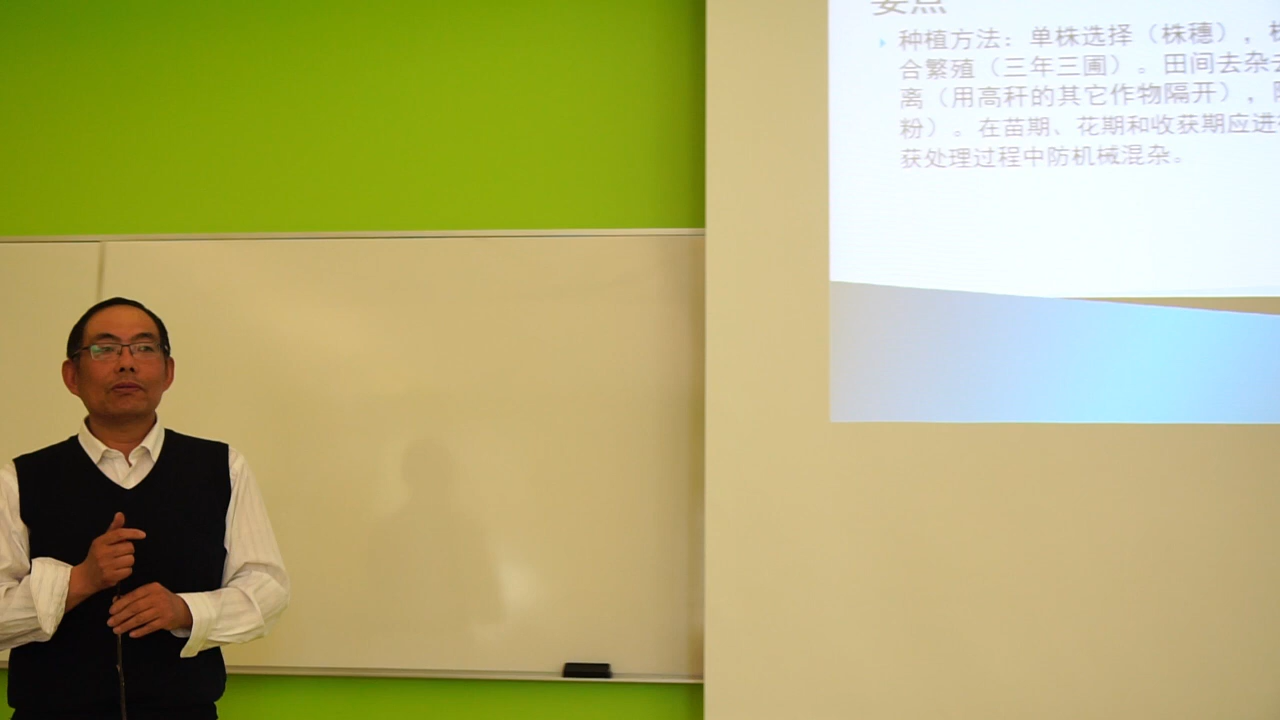 要点
种植方法：单株选择（株穗），
合繁殖（三年三圃）。田间去杂
离（用高秆的其它作物隔开），
粉）。在苗期、花期和收获期应进
获处理过程中防机械混杂。